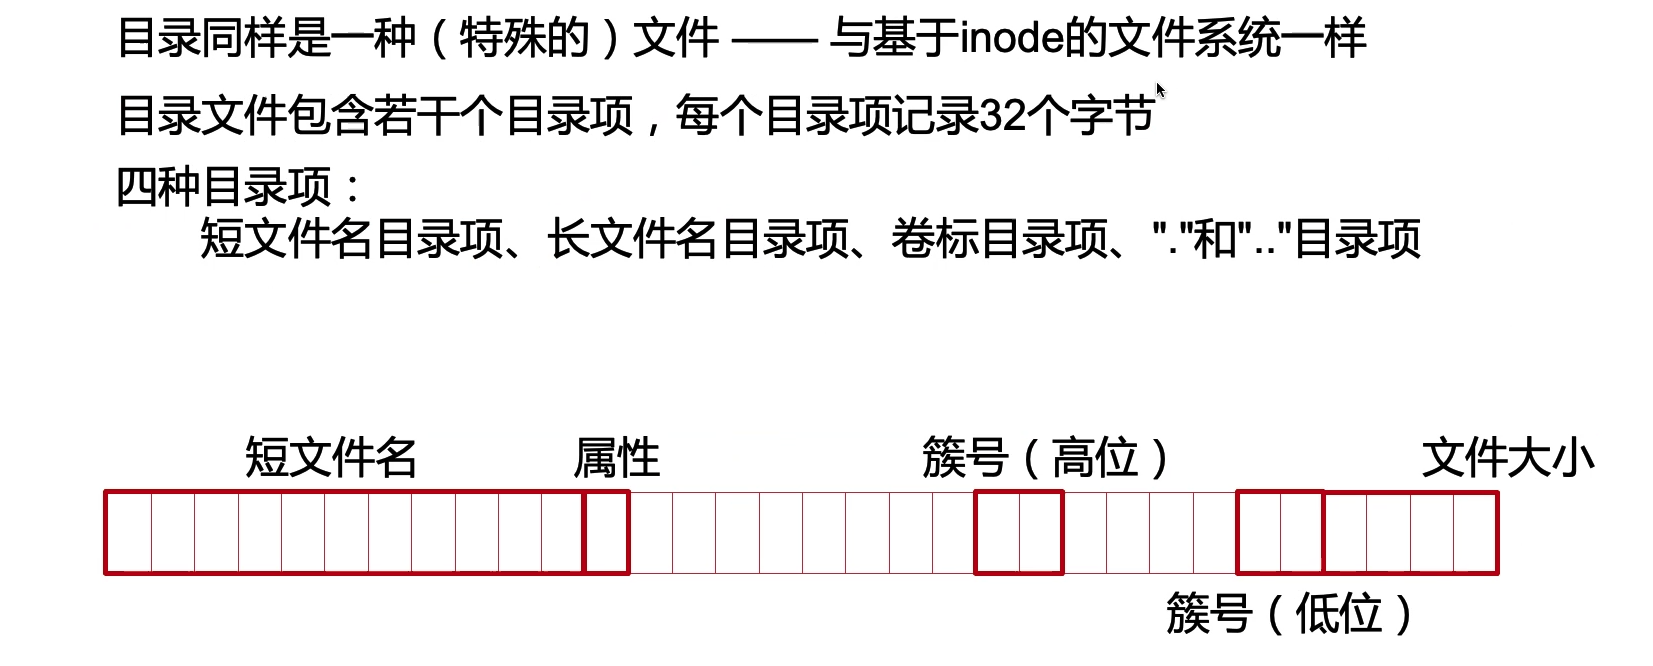 目录同样是一种（特殊的）文件 —— 与基于inode的文件系统一样
目录文件包含若干个目录项，每个目录项记录32个字节
四种目录项：
短文件名目录项、长文件名目录项、卷标目录项、"."和".."目录项
短文件名 属性 簇号（高位） 文件大小
簇号（低位）